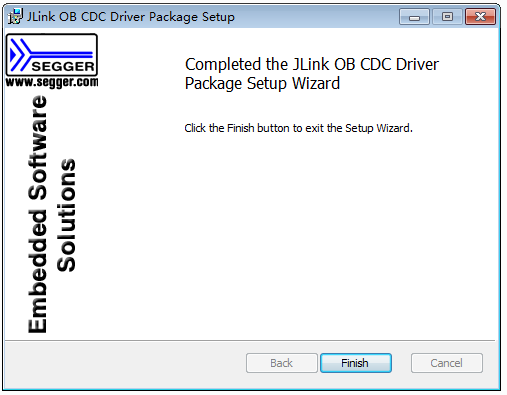 JLink OB CDC Driver Package Setup
SEGGER
www.segger.com
Embedded Software
Solutions
Completed the JLink OB CDC Driver
Package Setup Wizard
Click the Finish button to exit the Setup Wizard.
Back
Finish
Cancel